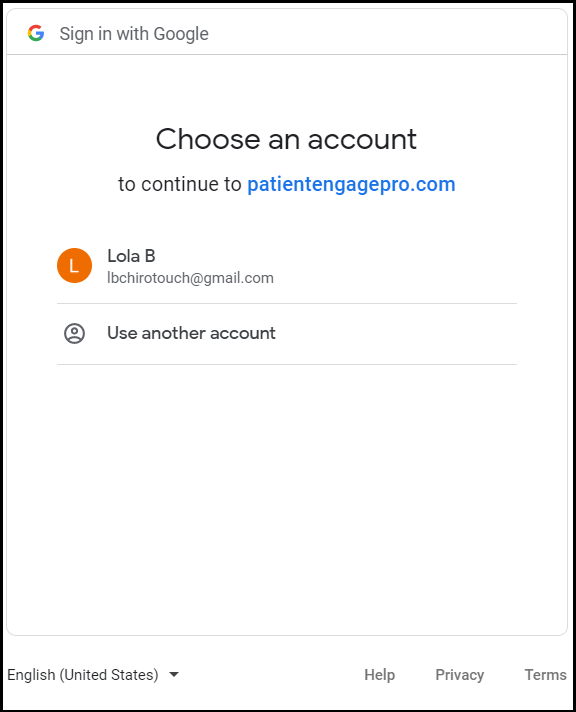 Sign in with Google
Choose an account
to continue to patientengagepro.com
L
Lola B
lbchirotouch@gmail.com
Use another account
English (United States)
Help Privacy Terms